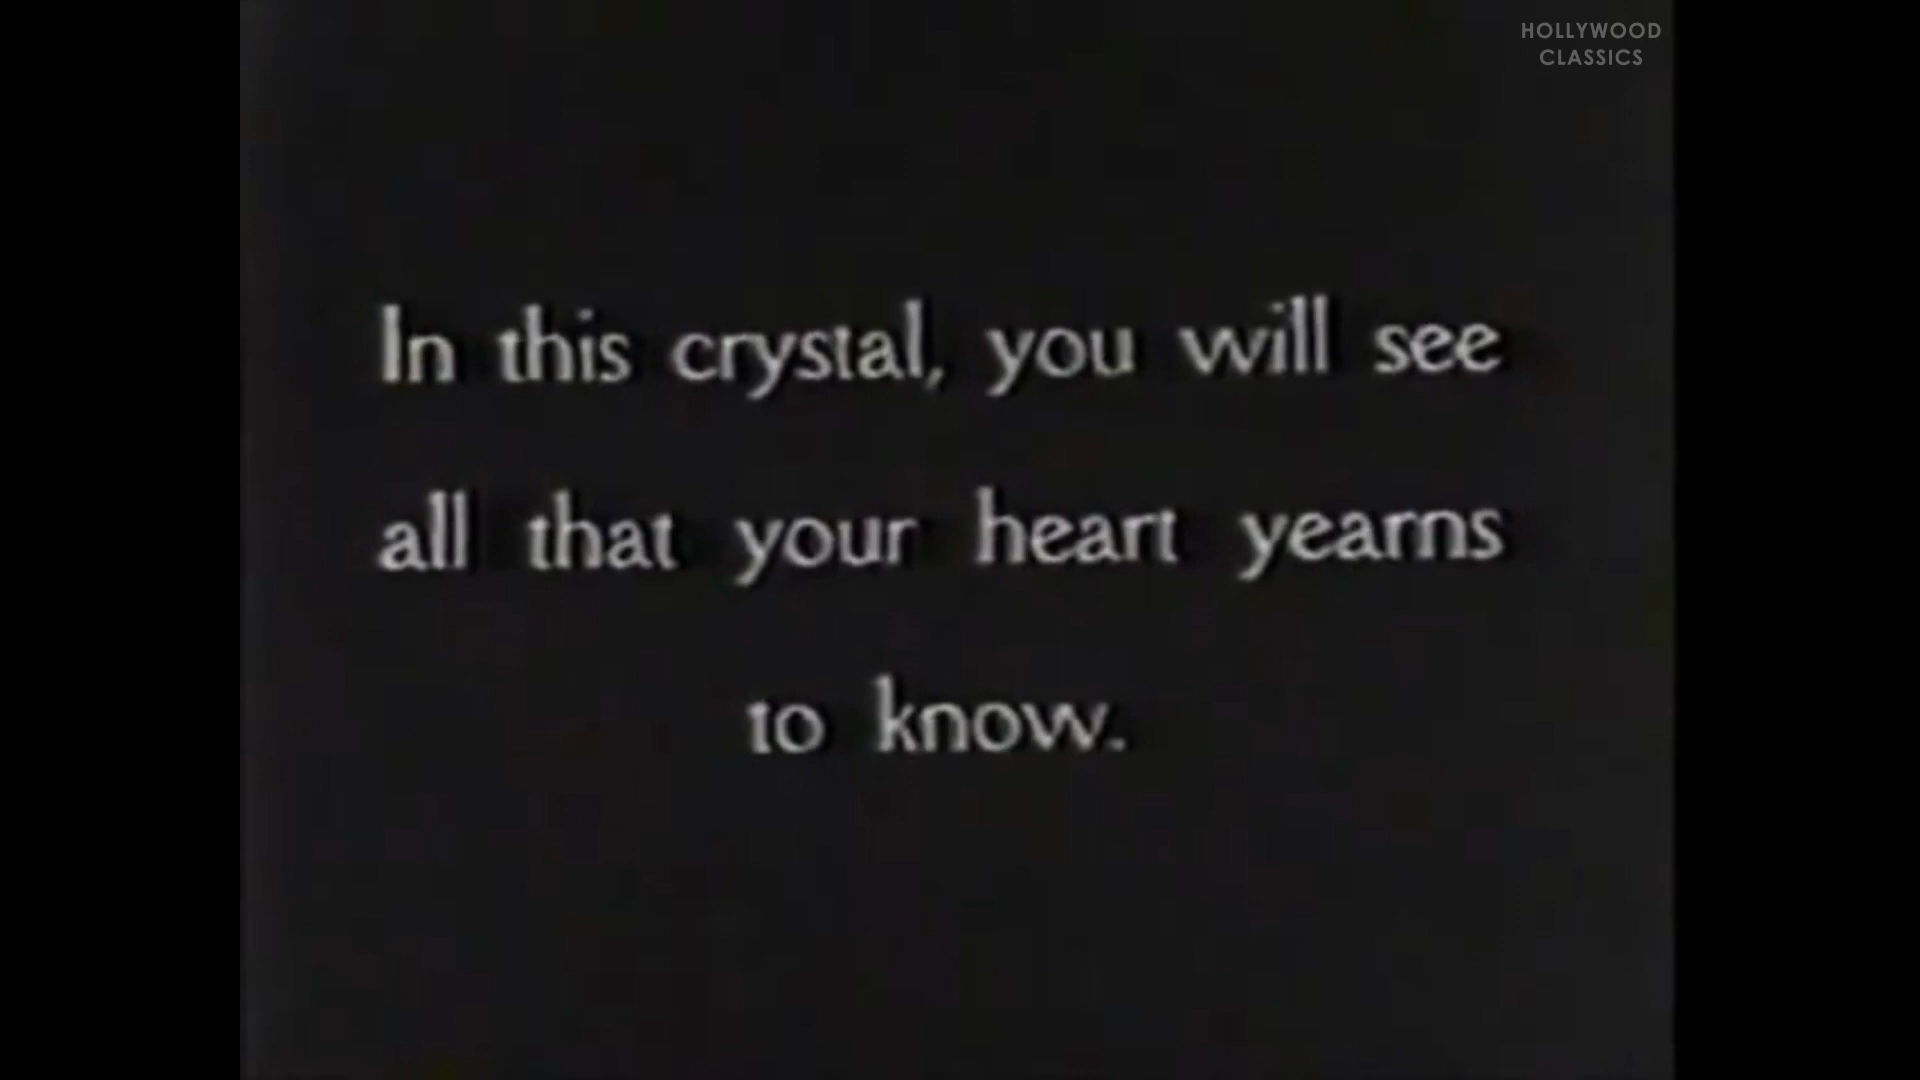 HOLLYWOOD
CLASSICS
In this crystal, you will see
all that your heart yearns
to know.